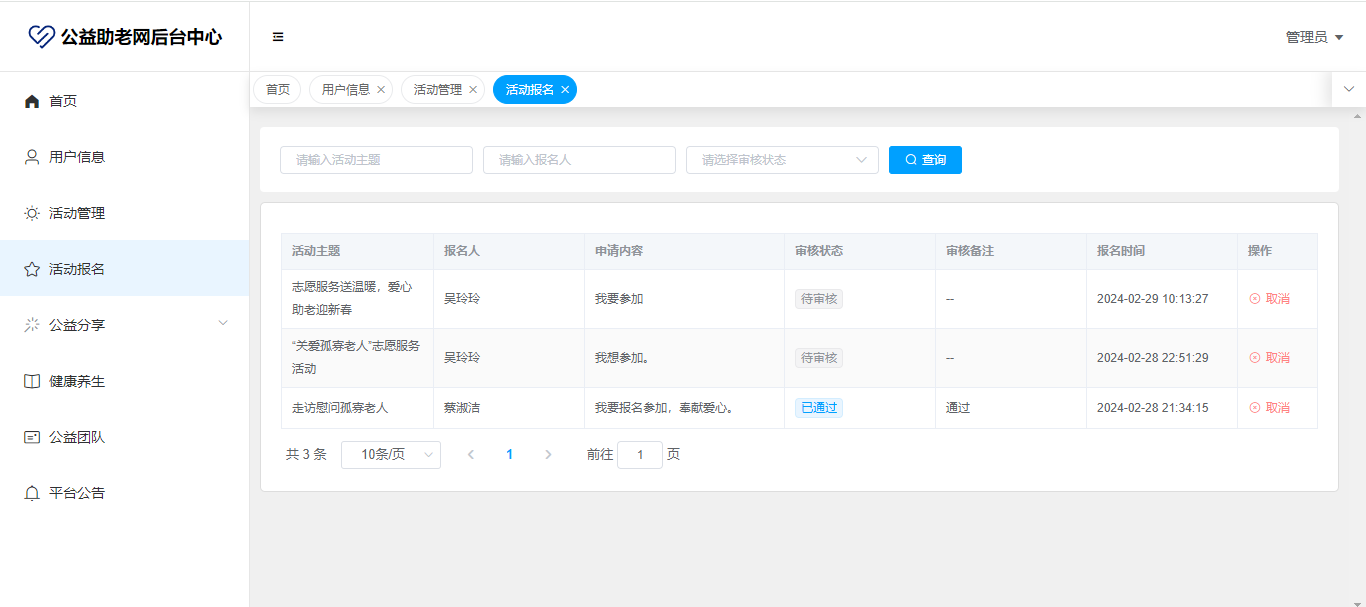 公益助老网后台中心
管理员
首页
用户信息
活动管理
活动报名
公益分享
健康养生
公益团队
平台公告
首页 用户信息 活动管理 活动报名
请输入活动主题 请输入报名人 请选择审核状态 查询
活动主题 报名人 申请内容 审核状态 审核备注 报名时间 操作
志愿服务送温暖，爱心
助老迎新春
吴玲玲 我要参加 待审核 -- 2024-02-29 10:13:27 取消
“关爱孤寡老人”志愿服务
活动
吴玲玲 我想参加。 待审核 -- 2024-02-28 22:51:29 取消
走访慰问孤寡老人 蔡淑洁 我要报名参加，奉献爱心。 已通过 通过 2024-02-28 21:34:15 取消
共 3 条 10条/页 1 前往 1 页